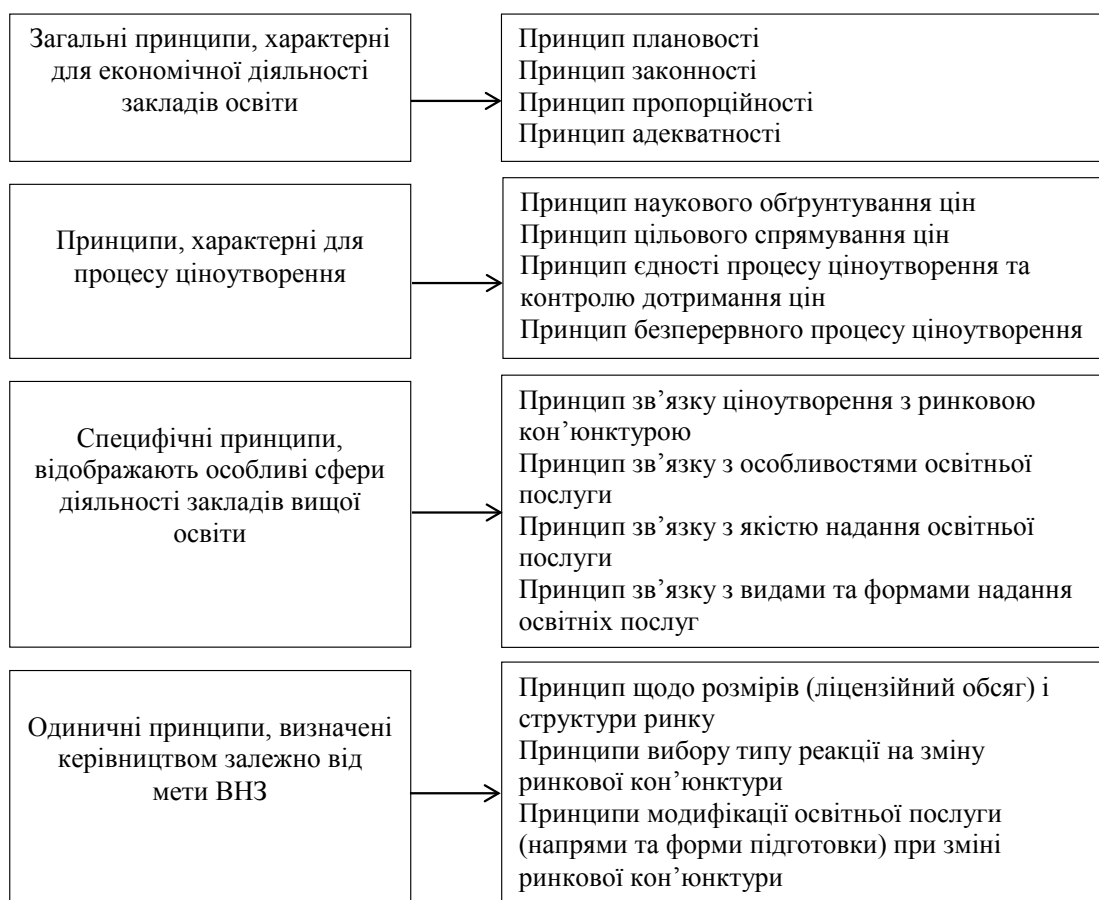 Загальні принципи, характерні
для економічної діяльності
закладів освіти
Принцип плановості
Принцип законності
Принцип пропорційності
Принцип адекватності
Принципи, характерні для
процесу ціноутворення
Принцип наукового обґрунтування цін
Принцип цільового спрямування цін
Принцип єдності процесу ціноутворення та
контролю дотримання цін
Принцип безперервного процесу ціноутворення
Специфічні принципи,
відображають особливі сфери
діяльності закладів вищої
освіти
Принцип зв’язку ціноутворення з ринковою
кон’юнктурою
Принцип зв’язку з особливостями освітньої
послуги
Принцип зв’язку з якістю надання освітньої
послуги
Принцип зв’язку з видами та формами надання
освітніх послуг
Одиничні принципи, визначені
керівництвом залежно від
мети ВНЗ
Принцип щодо розмірів (ліцензійний обсяг) і
структури ринку
Принципи вибору типу реакції на зміну
ринкової кон’юнктури
Принципи модифікації освітньої послуги
(напрями та форми підготовки) при зміні
ринкової кон’юнктури